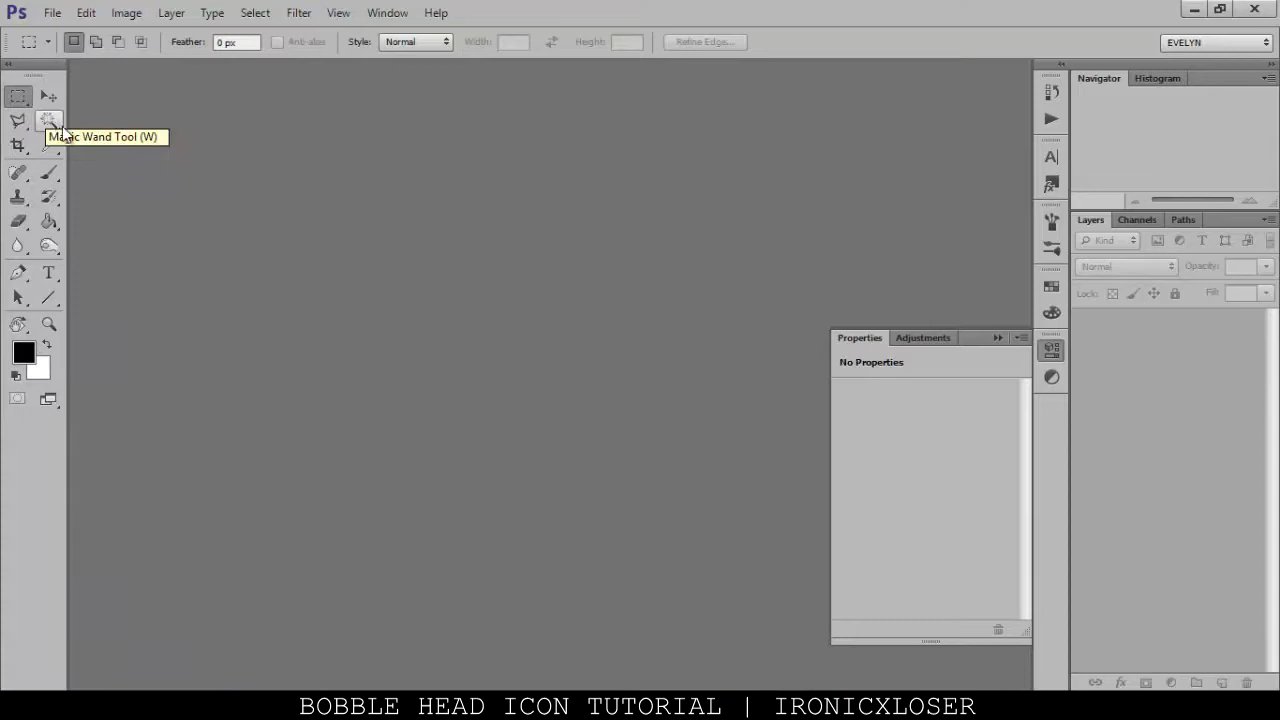 Ps File Edit Image Layer Type Select Filter View Window Help
Feather: 0 px Anti-alias Style: Normal Width: Height: Refine Edge... EVELYN
Navigator Histogram
Magic Wand Tool (W)
Layers Channels Paths
Kind
Normal Opacity:
Lock: Fill:
Properties Adjustments
No Properties
BOBBLE HEAD ICON TUTORIAL | IRONICXLOSER